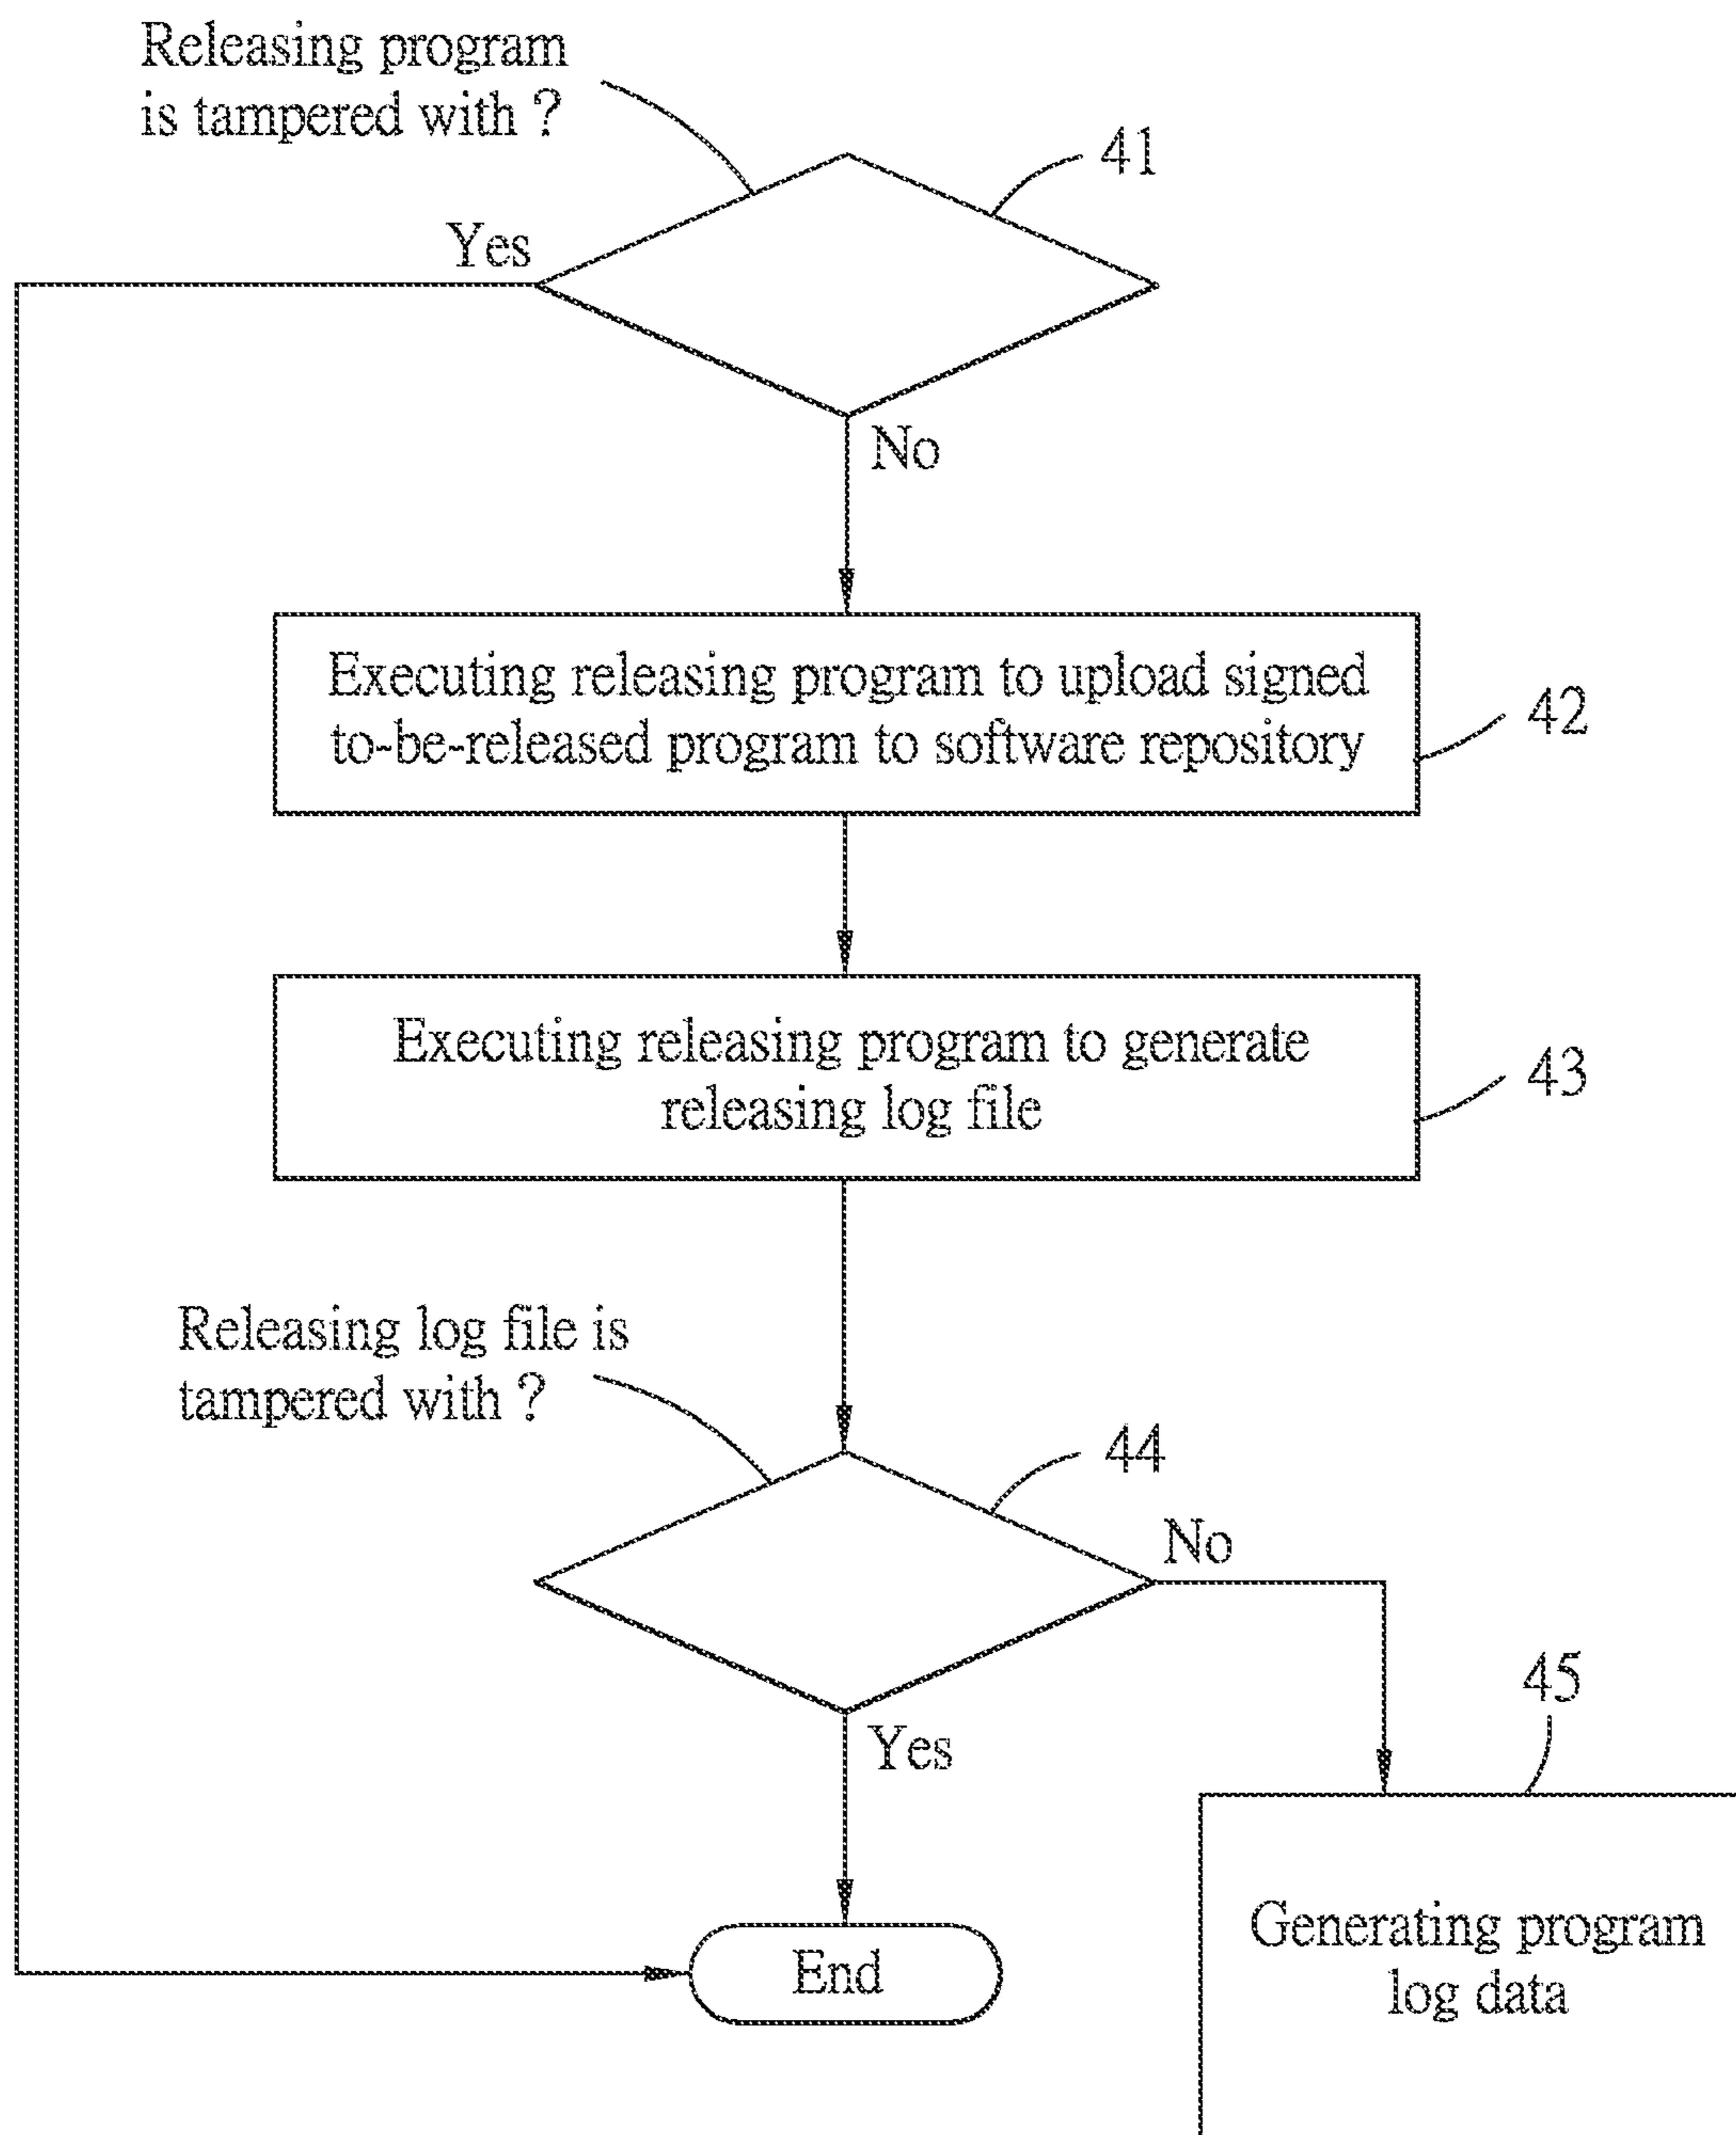 Releasing program
is tampered with ?
41
Yes
No
Executing releasing program to upload signed
to-be-released program to software repository
42
Executing releasing program to generate
releasing log file
43
Releasing log file is
tampered with ?
44
No
45
Yes
Generating program
log data
End